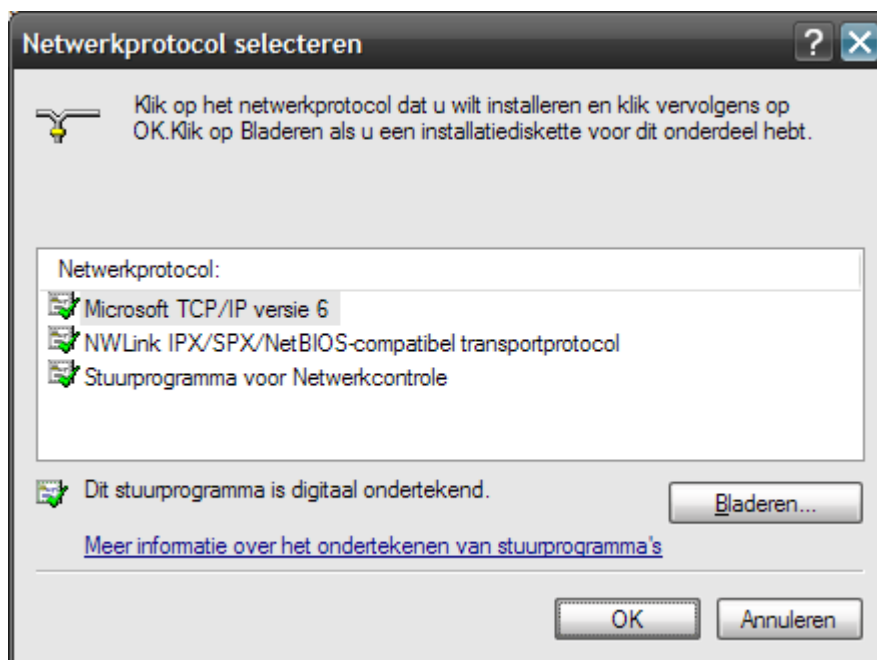 Netwerkprotocol selecteren
Klik op het netwerkprotocol dat u wilt installeren en klik vervolgens op
OK.Klik op Bladeren als u een installatiediskette voor dit onderdeel hebt.
Netwerkprotocol:
Microsoft TCP/IP versie 6
NWLink IPX/SPX/NetBIOS-compatibel transportprotocol
Stuurprogramma voor Netwerkcontrole
Dit stuurprogramma is digitaal ondertekend.
Bladeren...
Meer informatie over het ondertekenen van stuurprogramma's
OK
Annuleren